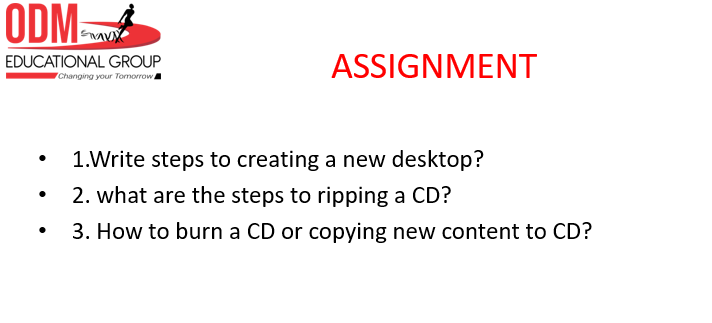 ODM
EDUCATIONAL GROUP
Changing your Tomorrow
ASSIGNMENT
• 1.Write steps to creating a new desktop?
• 2. what are the steps to ripping a CD?
• 3. How to burn a CD or copying new content to CD?